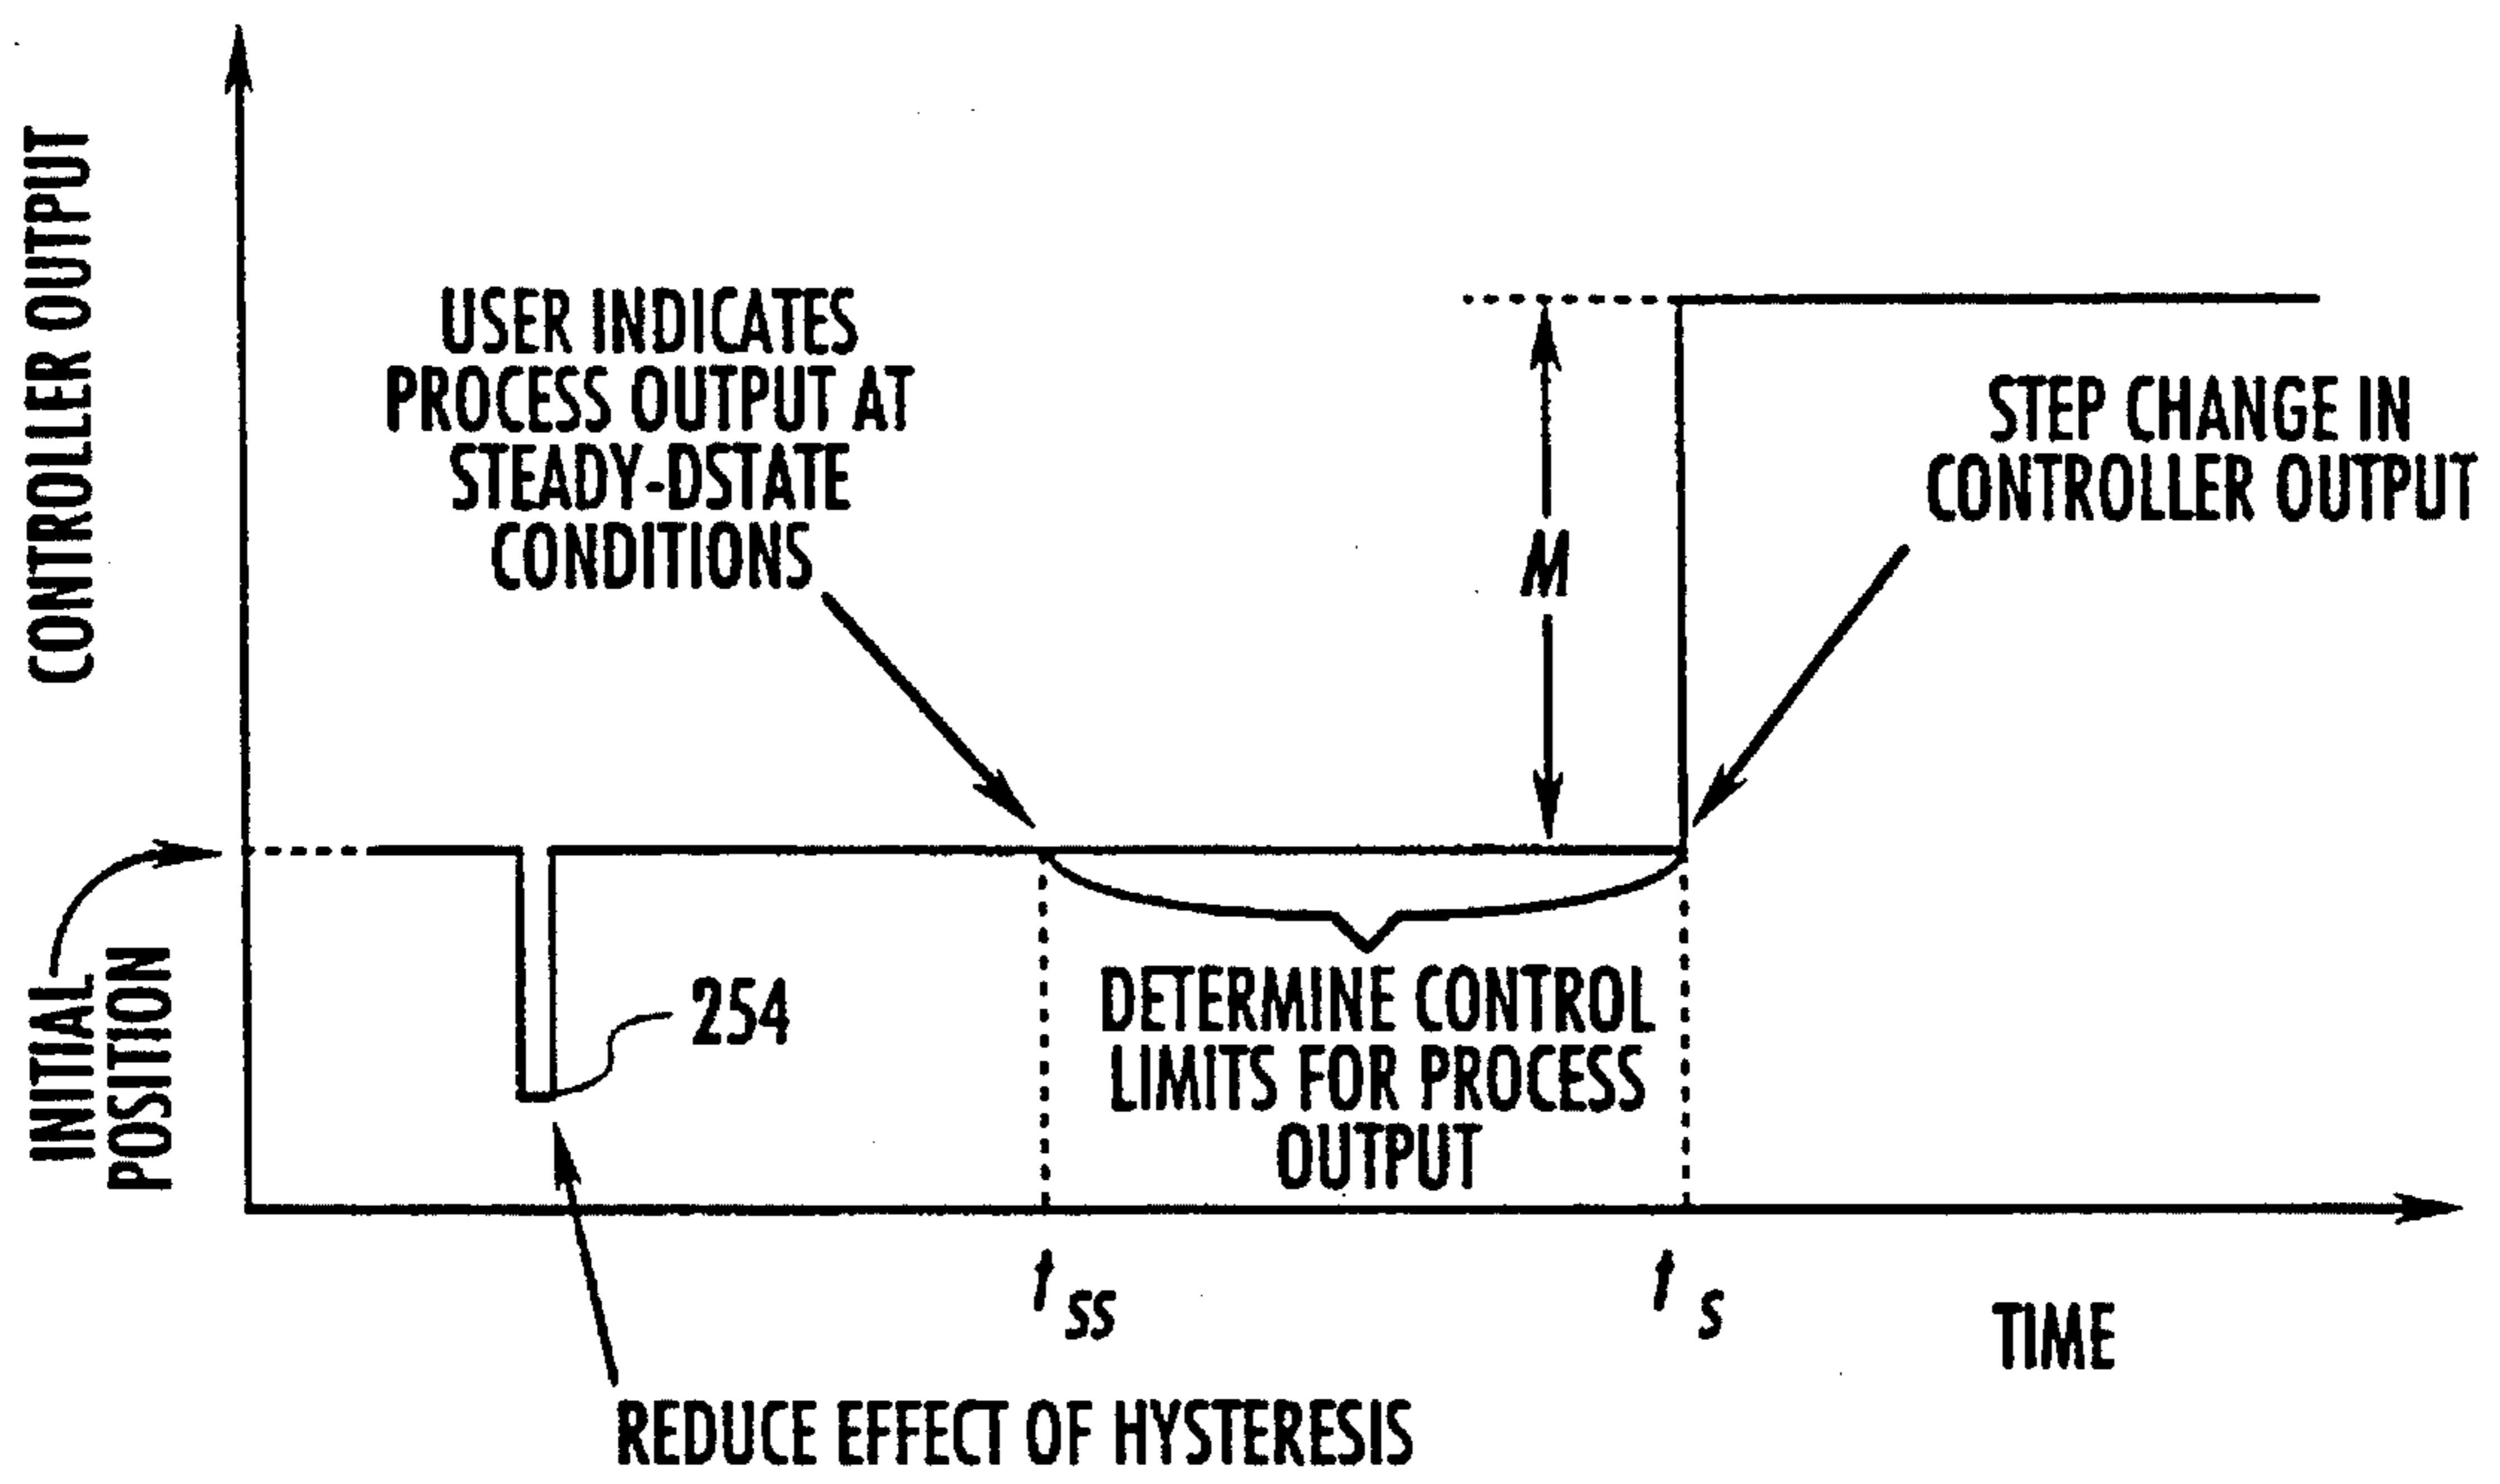 CONTROLLER OUTPUT
USER INDICATES
PROCESS OUTPUT AT
STEADY-DSTATE
CONDITIONS
M
STEP CHANGE IN
CONTROLLER OUTPUT
INITIAL
POSITION
254
DETERMINE CONTROL
LIMITS FOR PROCESS
OUTPUT
t SS
t S
TIME
REDUCE EFFECT OF HYSTERESIS